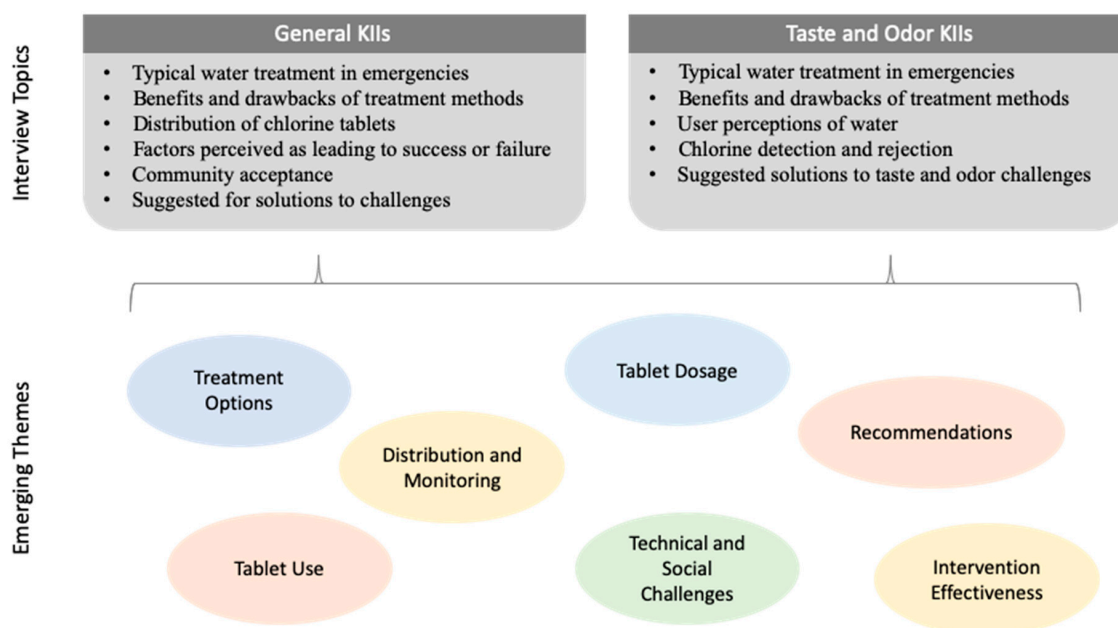 Interview Topics
General KIIs
• Typical water treatment in emergencies
• Benefits and drawbacks of treatment methods
• Distribution of chlorine tablets
• Factors perceived as leading to success or failure
• Community acceptance
• Suggested for solutions to challenges
Taste and Odor KIIs
• Typical water treatment in emergencies
• Benefits and drawbacks of treatment methods
• User perceptions of water
• Chlorine detection and rejection
• Suggested solutions to taste and odor challenges
Emerging Themes
Treatment
Options
Tablet Dosage
Distribution and
Monitoring
Recommendations
Tablet Use
Technical and
Social
Challenges
Intervention
Effectiveness